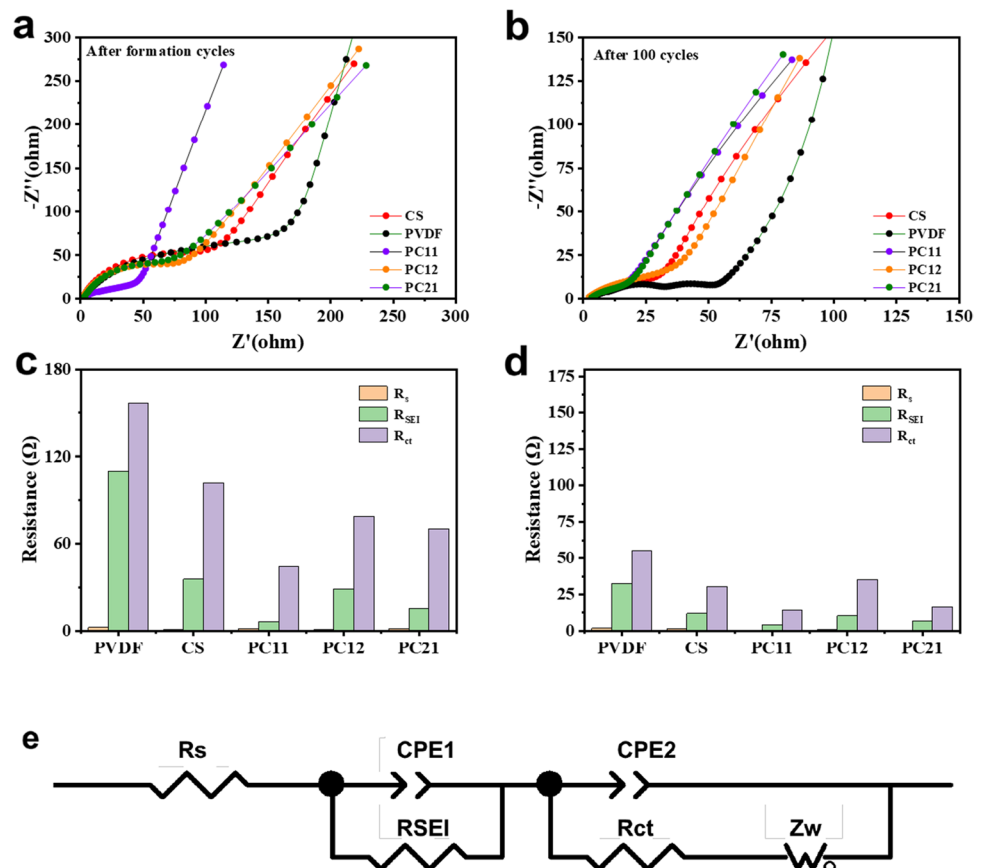 a
After formation cycles
-Z''(ohm)
300
250
200
150
100
50
0
CS
PVDF
PC11
PC12
PC21
0 50 100 150 200 250 300
Z'(ohm)
b
After 100 cycles
-Z''(ohm)
150
125
100
75
50
25
0
CS
PVDF
PC11
PC12
PC21
0 25 50 75 100 125 150
Z'(ohm)
c
Resistance (Ω)
180
120
60
0
Rs
RSEI
Rct
PVDF CS PC11 PC12 PC21
d
Resistance (Ω)
175
150
125
100
75
50
25
0
Rs
RSEI
Rct
PVDF CS PC11 PC12 PC21
e
Rs CPE1 CPE2
RSEI Rct Zw